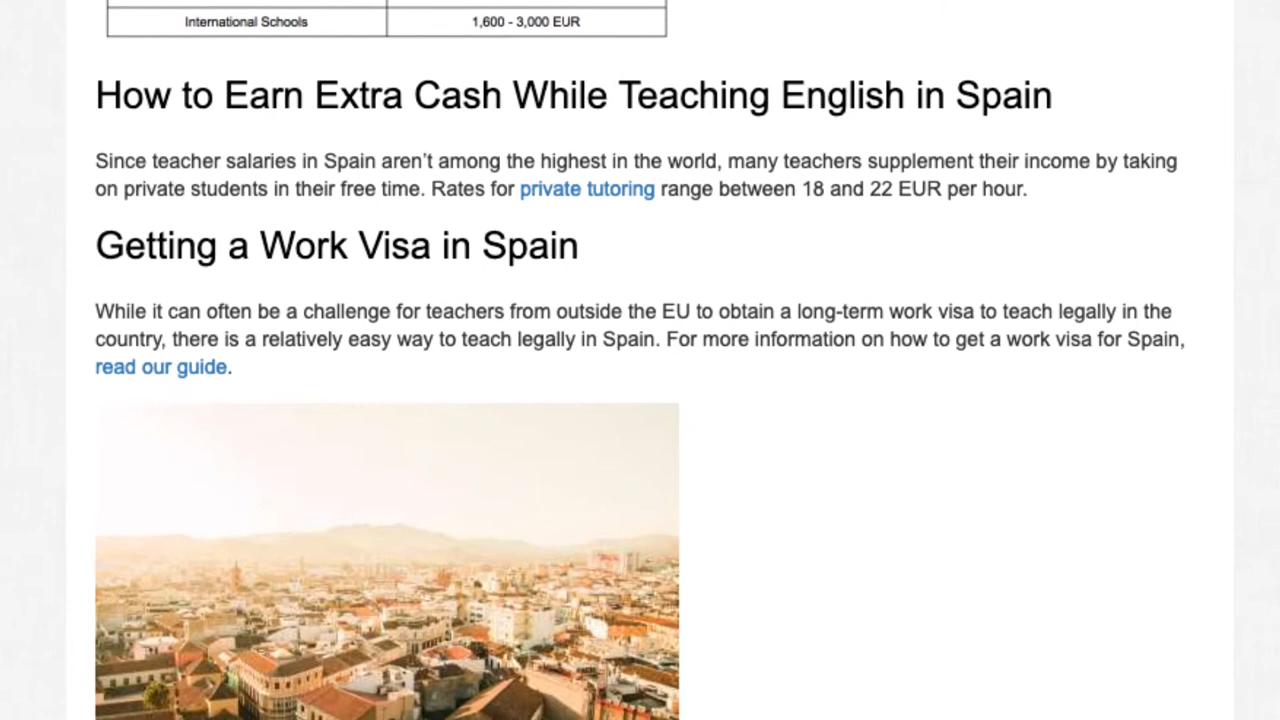 International Schools 1,600 - 3,000 EUR
How to Earn Extra Cash While Teaching English in Spain
Since teacher salaries in Spain aren’t among the highest in the world, many teachers supplement their income by taking
on private students in their free time. Rates for private tutoring range between 18 and 22 EUR per hour.
Getting a Work Visa in Spain
While it can often be a challenge for teachers from outside the EU to obtain a long-term work visa to teach legally in the
country, there is a relatively easy way to teach legally in Spain. For more information on how to get a work visa for Spain,
read our guide.